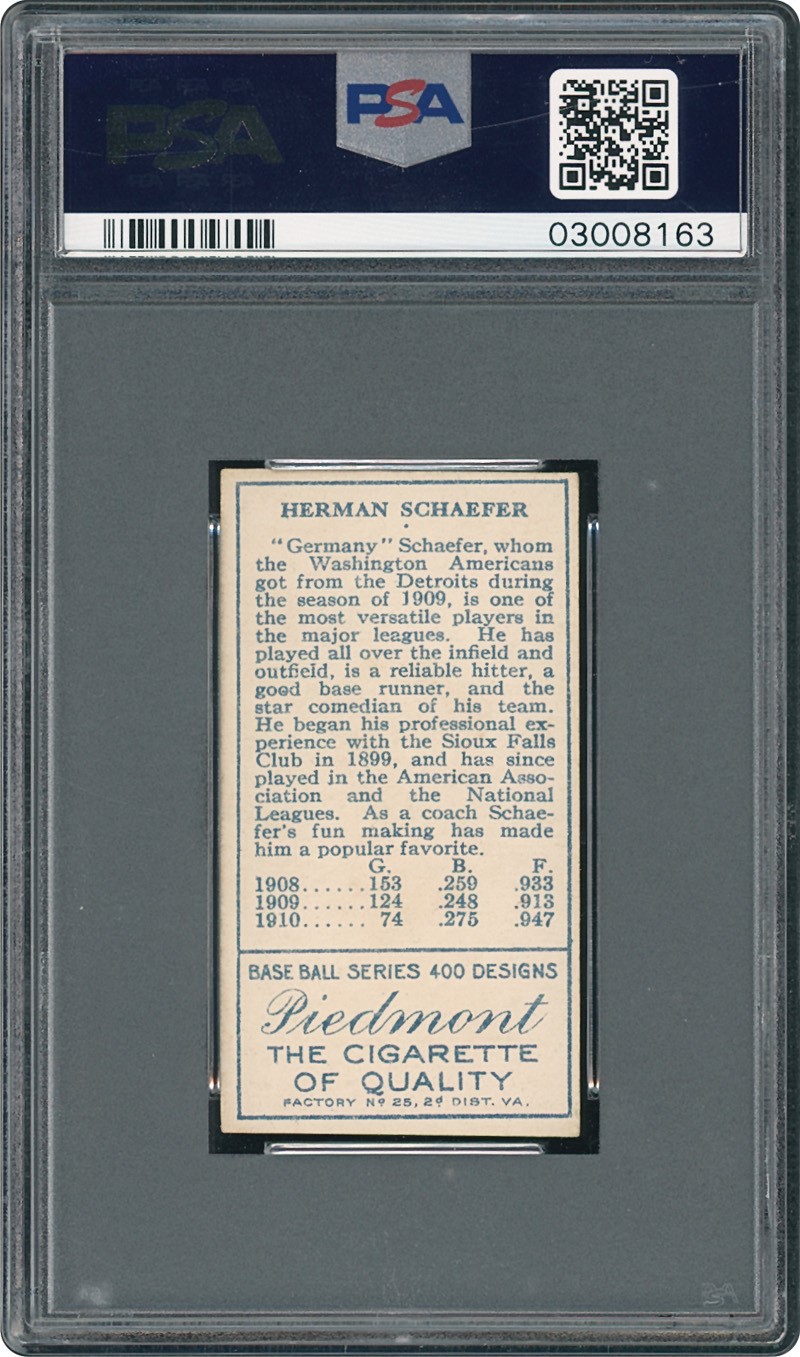 PSA
PSA
03008163
HERMAN SCHAEFER
"Germany" Schaefer, whom
the Washington Americans
got from the Detroits during
the season of 1909, is one of
the most versatile players in
the major leagues. He has
played all over the infield and
outfield, is a reliable hitter, a
good base runner, and the
star comedian of his team.
He began his professional ex-
perience with the Sioux Falls
Club in 1899, and has since
played in the American Asso-
ciation and the National
Leagues. As a coach Schae-
fer's fun making has made
him a popular favorite.
G. B. F.
1908......153 .259 .933
1909......124 .248 .913
1910...... 74 .275 .947
BASE BALL SERIES 400 DESIGNS
Piedmont
THE CIGARETTE
OF QUALITY
FACTORY Nº 25, 2d DIST. VA.